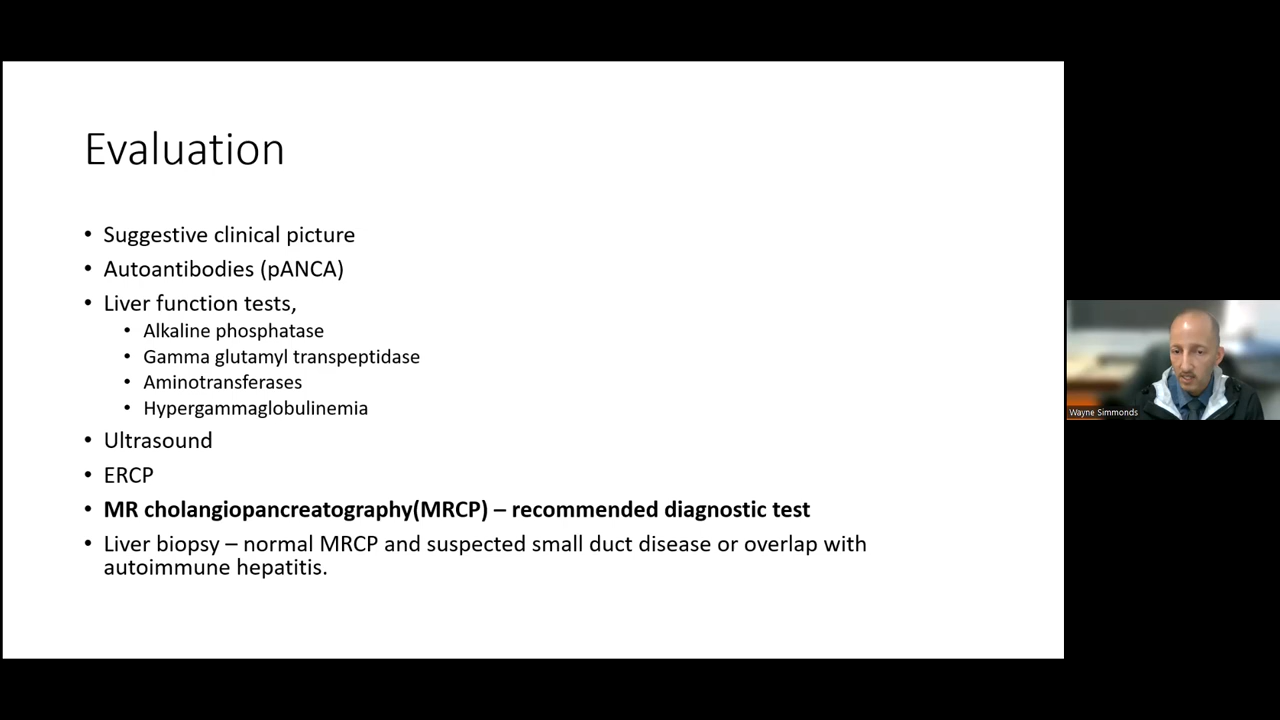 Evaluation
• Suggestive clinical picture
• Autoantibodies (pANCA)
• Liver function tests,
• Alkaline phosphatase
• Gamma glutamyl transpeptidase
• Aminotransferases
• Hypergammaglobulinemia
• Ultrasound
• ERCP
• MR cholangiopancreatography(MRCP) – recommended diagnostic test
• Liver biopsy – normal MRCP and suspected small duct disease or overlap with
autoimmune hepatitis.
Wayne Simmonds